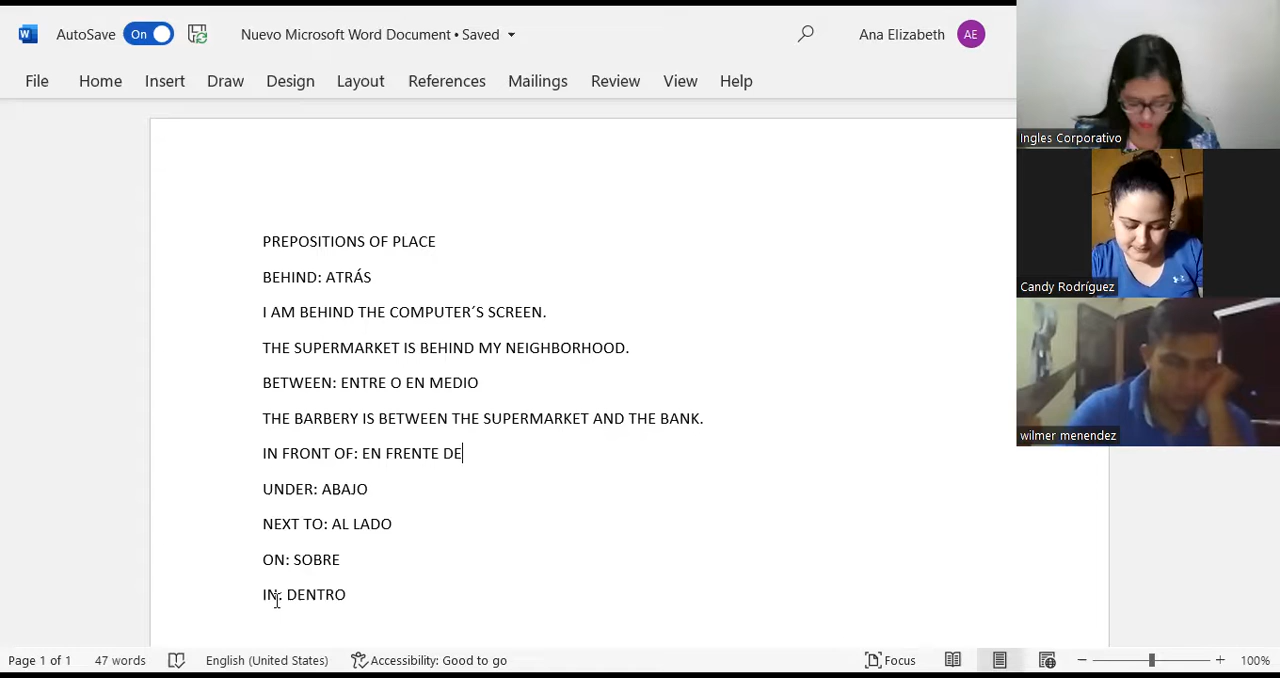 AutoSave On Nuevo Microsoft Word Document • Saved Ana Elizabeth AE
File Home Insert Draw Design Layout References Mailings Review View Help
Ingles Corporativo
Candy Rodríguez
wilmer menendez
PREPOSITIONS OF PLACE
BEHIND: ATRÁS
I AM BEHIND THE COMPUTER´S SCREEN.
THE SUPERMARKET IS BEHIND MY NEIGHBORHOOD.
BETWEEN: ENTRE O EN MEDIO
THE BARBERY IS BETWEEN THE SUPERMARKET AND THE BANK.
IN FRONT OF: EN FRENTE DE
UNDER: ABAJO
NEXT TO: AL LADO
ON: SOBRE
IN: DENTRO
Page 1 of 1 47 words English (United States) Accessibility: Good to go Focus 100%